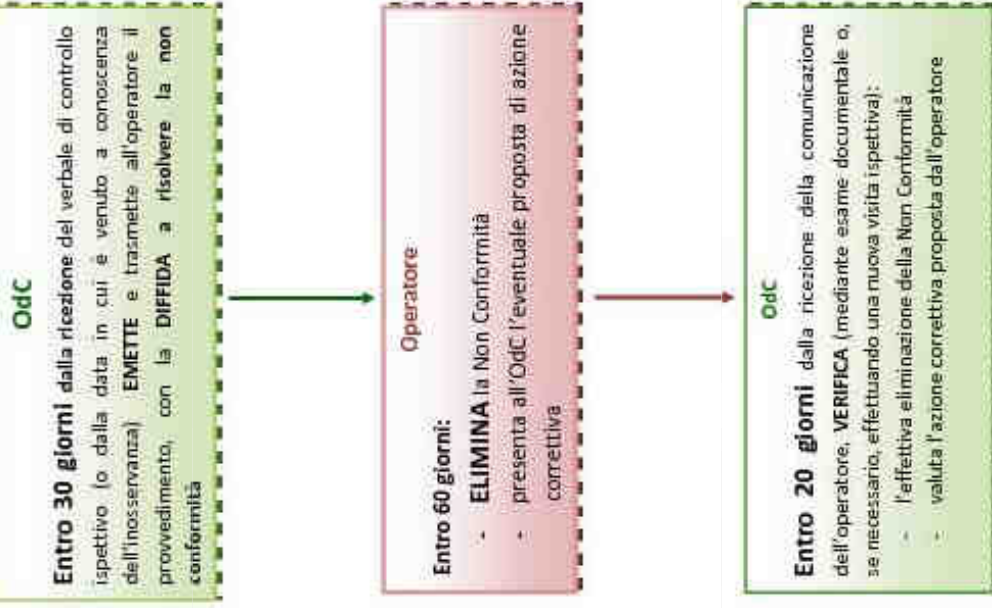 OdC
Entro 30 giorni dalla ricezione del verbale di controllo
ispettivo (o dalla data in cui è venuto a conoscenza
dell'inosservanza) EMETTE e trasmette all'operatore il
provvedimento, con la DIFFIDA a risolvere la non
conformità
Operatore
Entro 60 giorni:
- ELIMINA la Non Conformità
- presenta all'OdC l'eventuale proposta di azione
correttiva
OdC
Entro 20 giorni dalla ricezione della comunicazione
dell'operatore, VERIFICA (mediante esame documentale o,
se necessario, effettuando una nuova visita ispettiva):
- l'effettiva eliminazione della Non Conformità
- valuta l'azione correttiva proposta dall'operatore